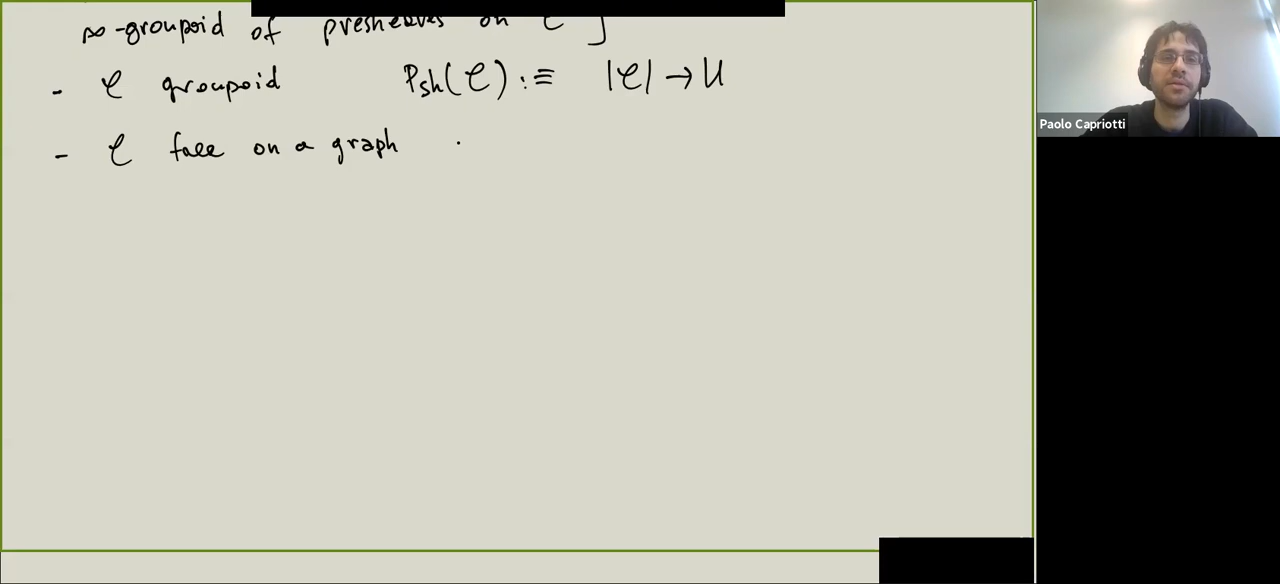 ∞-groupoid of presheaves on C ]
- C groupoid Psh(C) :≡ |C| → U
- C free on a graph .
Paolo Capriotti